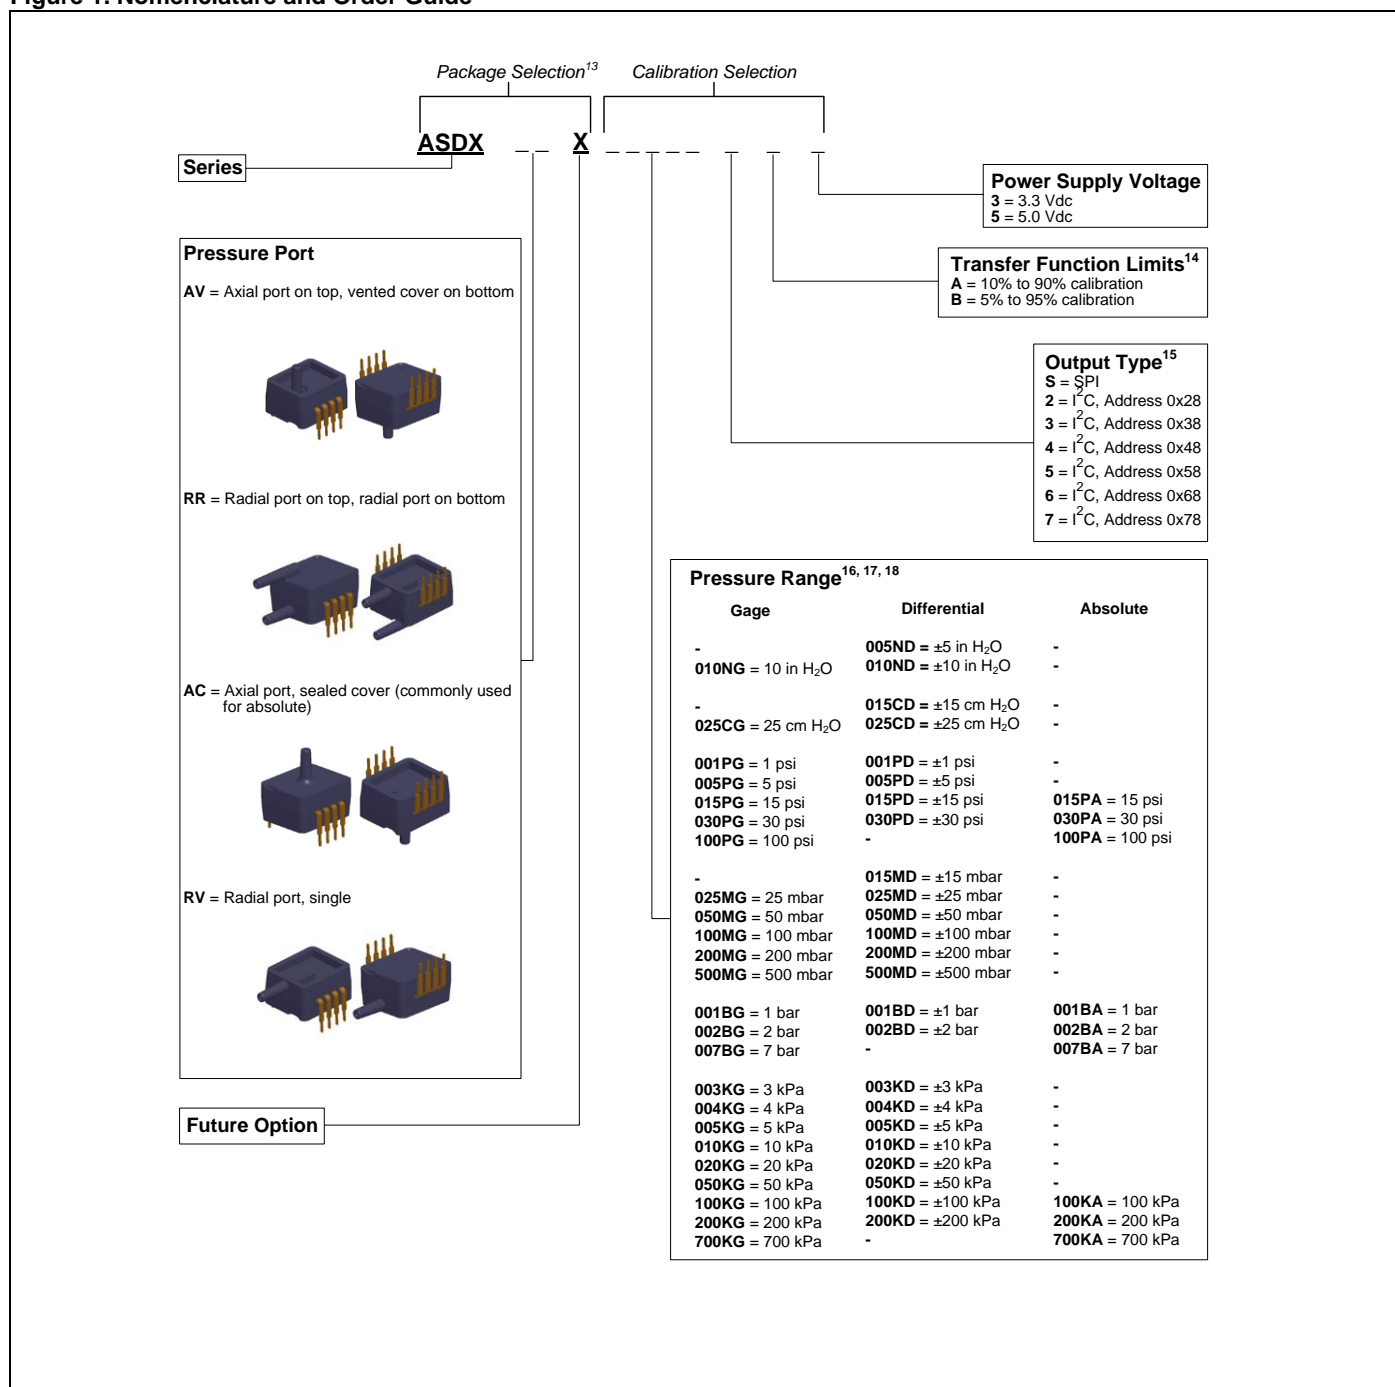 Figure 1. Nomenclature and Order Guide
Package Selection13 Calibration Selection
ASDX _ _ X _ _ _ _ _ _ _ _
Series
Power Supply Voltage
3 = 3.3 Vdc
5 = 5.0 Vdc
Pressure Port
AV = Axial port on top, vented cover on bottom
RR = Radial port on top, radial port on bottom
AC = Axial port, sealed cover (commonly used
for absolute)
RV = Radial port, single
Future Option
Transfer Function Limits14
A = 10% to 90% calibration
B = 5% to 95% calibration
Output Type15
S = SPI
2 = I2C, Address 0x28
3 = I2C, Address 0x38
4 = I2C, Address 0x48
5 = I2C, Address 0x58
6 = I2C, Address 0x68
7 = I2C, Address 0x78
Pressure Range16, 17, 18
Gage Differential Absolute
- 005ND = ±5 in H2O -
010NG = 10 in H2O 010ND = ±10 in H2O -
- 015CD = ±15 cm H2O -
025CG = 25 cm H2O 025CD = ±25 cm H2O -
001PG = 1 psi 001PD = ±1 psi -
005PG = 5 psi 005PD = ±5 psi -
015PG = 15 psi 015PD = ±15 psi 015PA = 15 psi
030PG = 30 psi 030PD = ±30 psi 030PA = 30 psi
100PG = 100 psi - 100PA = 100 psi
- 015MD = ±15 mbar -
025MG = 25 mbar 025MD = ±25 mbar -
050MG = 50 mbar 050MD = ±50 mbar -
100MG = 100 mbar 100MD = ±100 mbar -
200MG = 200 mbar 200MD = ±200 mbar -
500MG = 500 mbar 500MD = ±500 mbar -
001BG = 1 bar 001BD = ±1 bar 001BA = 1 bar
002BG = 2 bar 002BD = ±2 bar 002BA = 2 bar
007BG = 7 bar - 007BA = 7 bar
003KG = 3 kPa 003KD = ±3 kPa -
004KG = 4 kPa 004KD = ±4 kPa -
005KG = 5 kPa 005KD = ±5 kPa -
010KG = 10 kPa 010KD = ±10 kPa -
020KG = 20 kPa 020KD = ±20 kPa -
050KG = 50 kPa 050KD = ±50 kPa -
100KG = 100 kPa 100KD = ±100 kPa 100KA = 100 kPa
200KG = 200 kPa 200KD = ±200 kPa 200KA = 200 kPa
700KG = 700 kPa - 700KA = 700 kPa